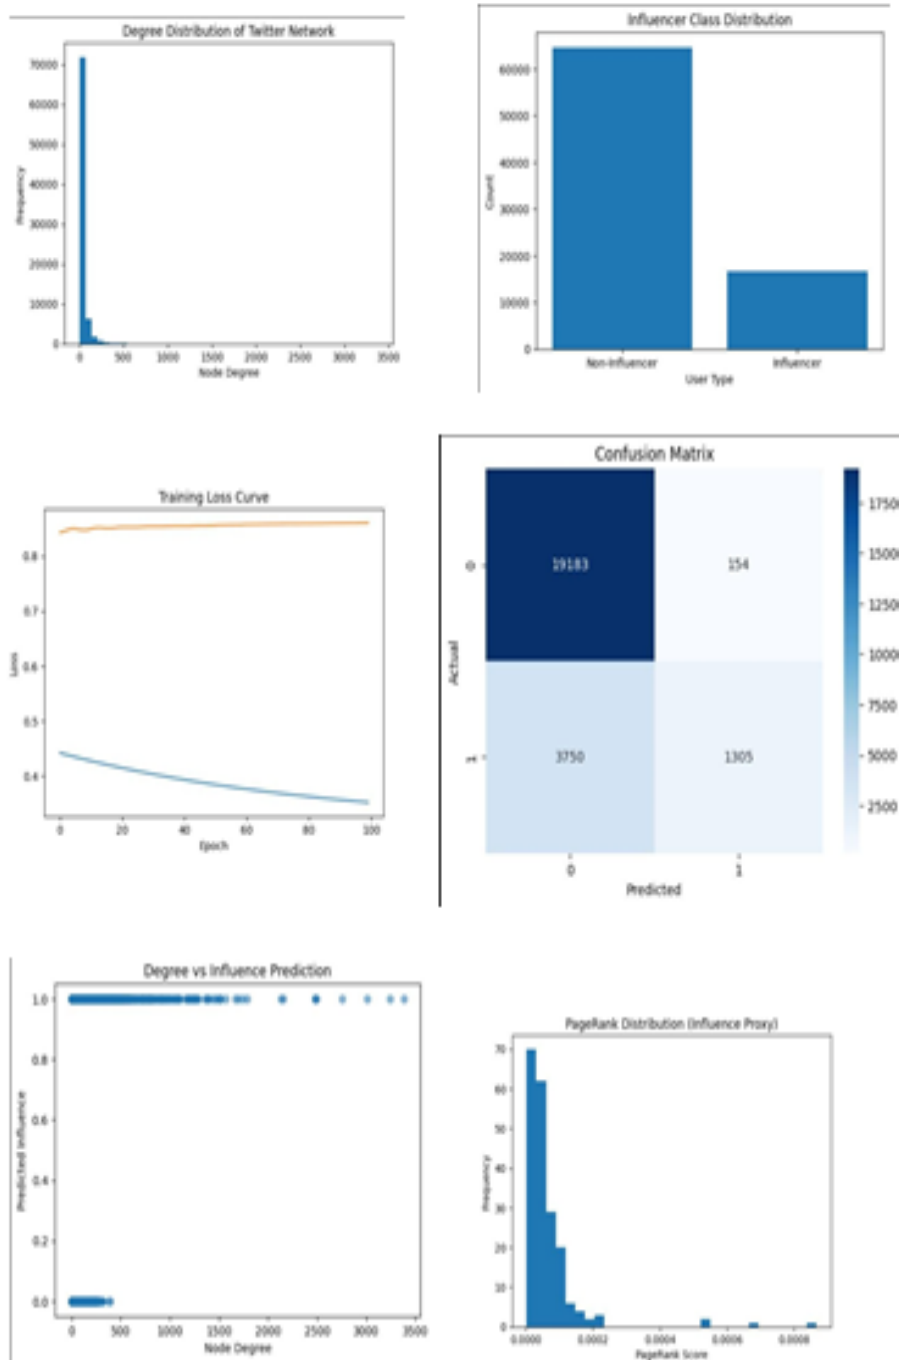 Degree Distribution of Twitter Network
70000
60000
50000
40000
30000
20000
10000
0
Frequency
0 500 1000 1500 2000 2500 3000 3500
Node Degree
Influencer Class Distribution
60000
50000
40000
30000
20000
10000
0
Count
Non-Influencer Influencer
User Type
Training Loss Curve
0.8
0.7
0.6
0.5
0.4
Loss
0 20 40 60 80 100
Epoch
Confusion Matrix
19183 154
3750 1305
0
1
Actual
0 1
Predicted
17500
15000
12500
10000
7500
5000
2500
Degree vs Influence Prediction
1.0
0.8
0.6
0.4
0.2
0.0
Predicted Influence
0 500 1000 1500 2000 2500 3000 3500
Node Degree
PageRank Distribution (Influence Proxy)
70
60
50
40
30
20
10
0
Frequency
0.0000 0.0002 0.0004 0.0006 0.0008
PageRank Score